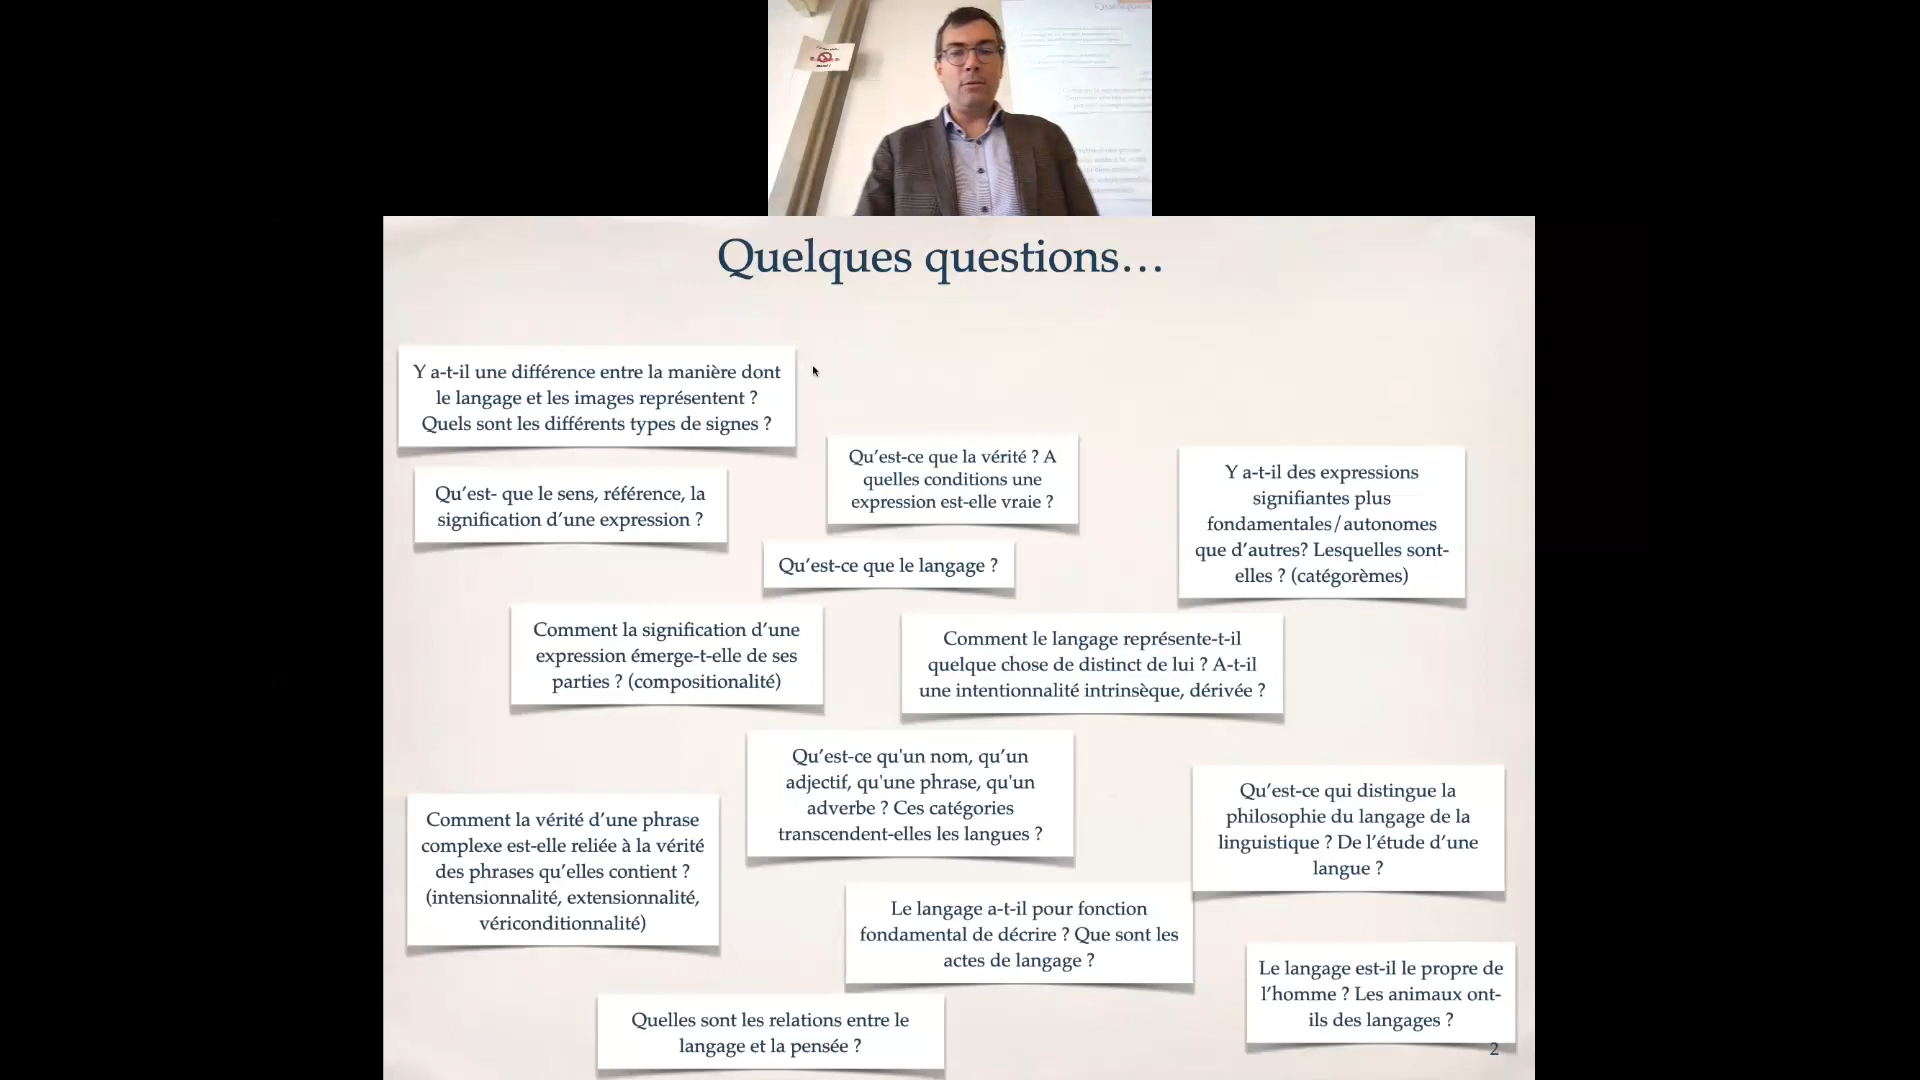 Quelques questions…
Y a-t-il une différence entre la manière dont
le langage et les images représentent ?
Quels sont les différents types de signes ?
Qu’est- que le sens, référence, la
signification d’une expression ?
Qu’est-ce que la vérité ? A
quelles conditions une
expression est-elle vraie ?
Y a-t-il des expressions
signifiantes plus
fondamentales/autonomes
que d’autres? Lesquelles sont-
elles ? (catégorèmes)
Qu’est-ce que le langage ?
Comment la signification d’une
expression émerge-t-elle de ses
parties ? (compositionalité)
Comment le langage représente-t-il
quelque chose de distinct de lui ? A-t-il
une intentionnalité intrinsèque, dérivée ?
Qu’est-ce qu'un nom, qu’un
adjectif, qu'une phrase, qu'un
adverbe ? Ces catégories
transcendent-elles les langues ?
Qu’est-ce qui distingue la
philosophie du langage de la
linguistique ? De l’étude d’une
langue ?
Comment la vérité d’une phrase
complexe est-elle reliée à la vérité
des phrases qu’elles contient ?
(intensionnalité, extensionnalité,
vériconditionnalité)
Le langage a-t-il pour fonction
fondamental de décrire ? Que sont les
actes de langage ?
Le langage est-il le propre de
l’homme ? Les animaux ont-
ils des langages ?
Quelles sont les relations entre le
langage et la pensée ?
2